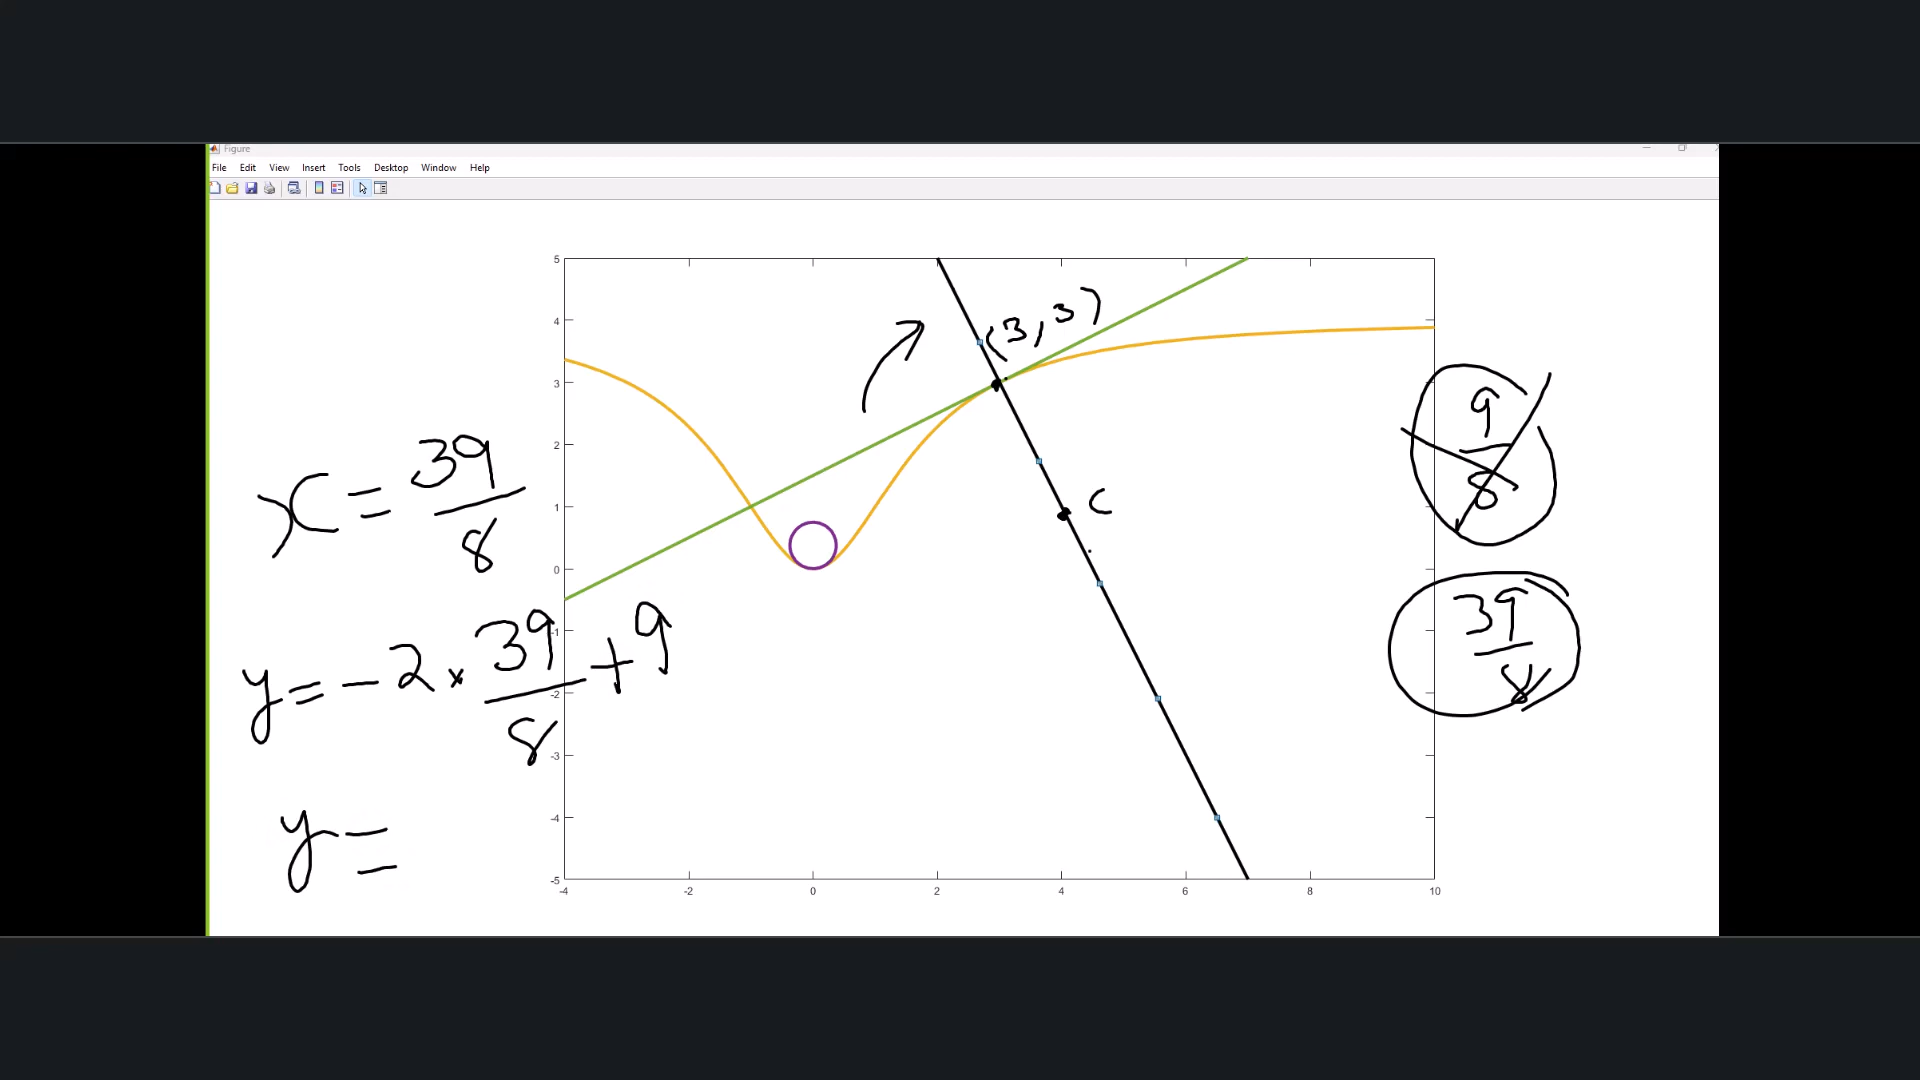 Figure
File Edit View Insert Tools Desktop Window Help
5
4
3
2
1
0
-1
-2
-3
-4
-5
-4 -2 0 2 4 6 8 10
(3,3)
C
x = 39/8
y = -2 × 39/8 + 9
y =
9/8
39/8